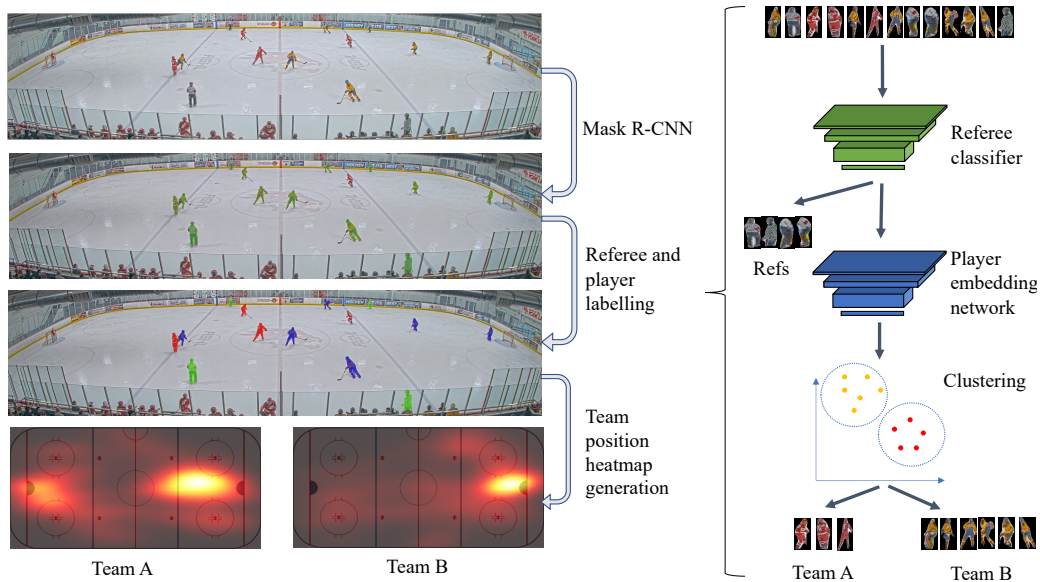 Mask R-CNN
Referee and
player
labelling
Team
position
heatmap
generation
Team A
Team B
Referee
classifier
Refs
Player
embedding
network
Clustering
Team A
Team B